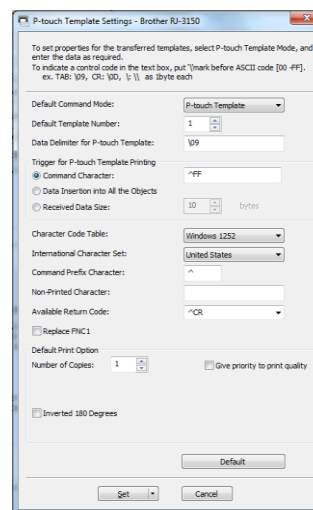 P-touch Template Settings - Brother RJ-3150
To set properties for the transferred templates, select P-touch Template Mode, and
enter the data as required.
To indicate a control code in the text box, put "\"mark before ASCII code [00 -FF].
ex. TAB: \09, CR: \0D, \: \\ as 1byte each
Default Command Mode: P-touch Template
Default Template Number: 1
Data Delimiter for P-touch Template: \09
Trigger for P-touch Template Printing
Command Character: ^FF
Data Insertion into All the Objects
Received Data Size: 10 bytes
Character Code Table: Windows 1252
International Character Set: United States
Command Prefix Character: ^
Non-Printed Character:
Available Return Code: ^CR
Replace FNC1
Default Print Option
Number of Copies: 1 Give priority to print quality
Inverted 180 Degrees
Default
Set Cancel